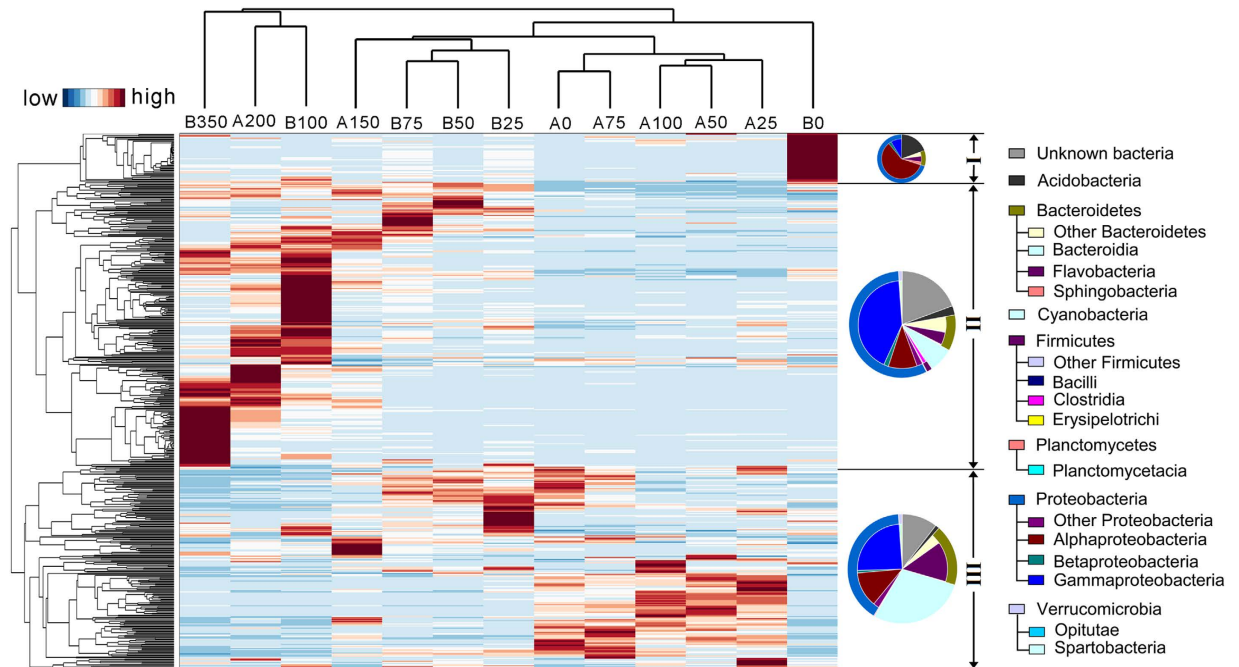 low high
B350 A200 B100 A150 B75 B50 B25 A0 A75 A100 A50 A25 B0
I
II
III
Unknown bacteria
Acidobacteria
Bacteroidetes
Other Bacteroidetes
Bacteroidia
Flavobacteria
Sphingobacteria
Cyanobacteria
Firmicutes
Other Firmicutes
Bacilli
Clostridia
Erysipelotrichi
Planctomycetes
Planctomycetacia
Proteobacteria
Other Proteobacteria
Alphaproteobacteria
Betaproteobacteria
Gammaproteobacteria
Verrucomicrobia
Opitutae
Spartobacteria